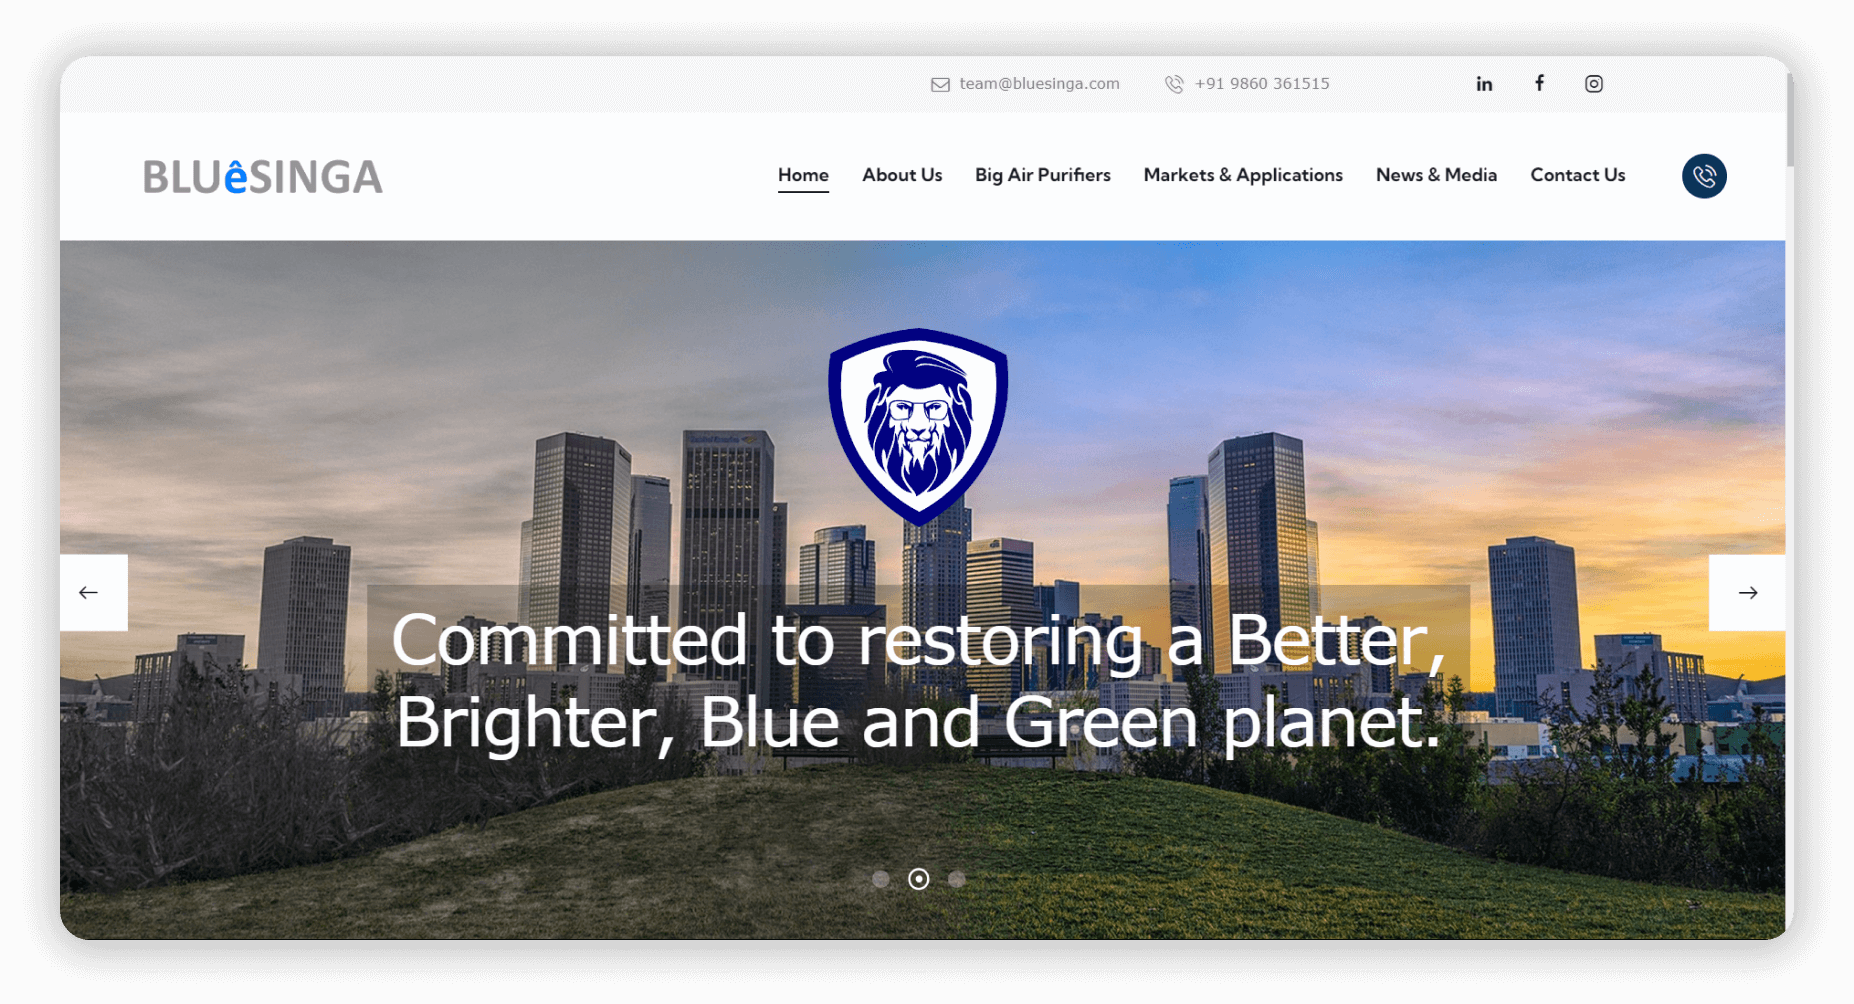 team@bluesinga.com +91 9860 361515
BLUêSINGA
Home About Us Big Air Purifiers Markets & Applications News & Media Contact Us
Committed to restoring a Better,
Brighter, Blue and Green planet.